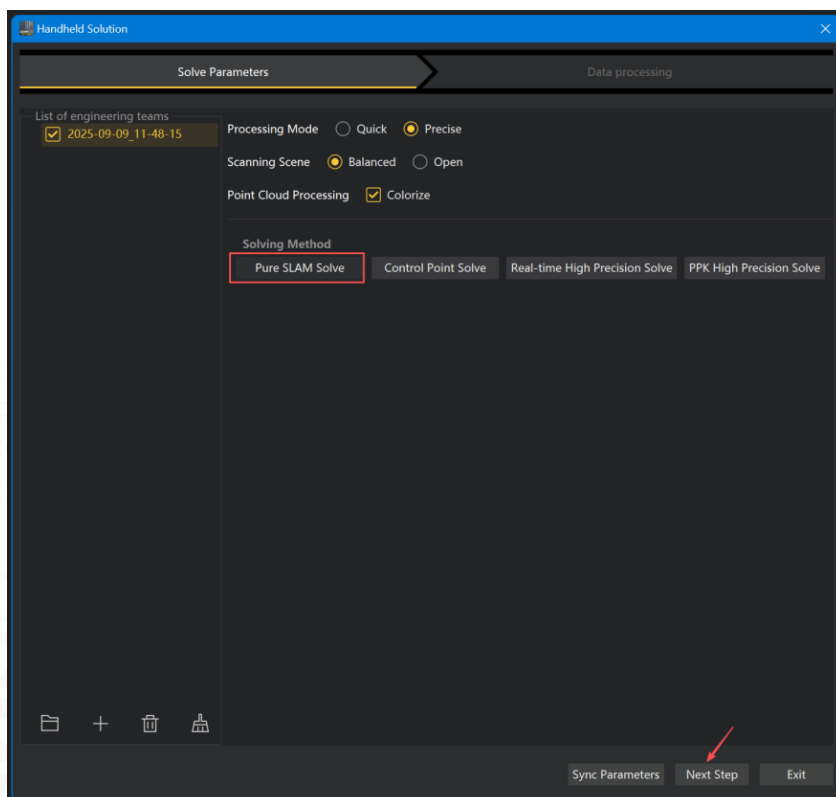 Handheld Solution
Solve Parameters
Data processing
List of engineering teams
2025-09-09_11-48-15
Processing Mode Quick Precise
Scanning Scene Balanced Open
Point Cloud Processing Colorize
Solving Method
Pure SLAM Solve Control Point Solve Real-time High Precision Solve PPK High Precision Solve
Sync Parameters Next Step Exit